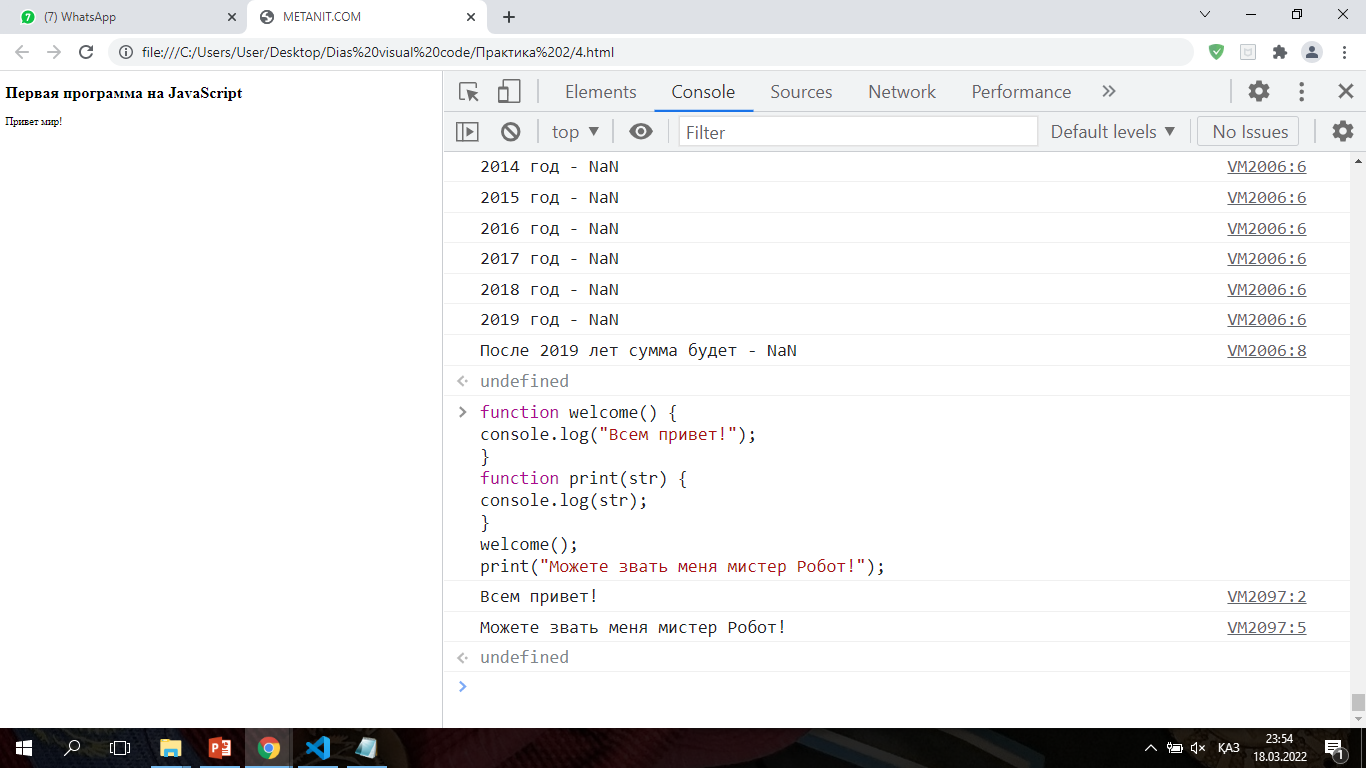 (7) WhatsApp
METANIT.COM
file:///C:/Users/User/Desktop/Dias%20visual%20code/Практика%202/4.html
Первая программа на JavaScript
Привет мир!
Elements Console Sources Network Performance
top Filter Default levels No Issues
2014 год - NaN VM2006:6
2015 год - NaN VM2006:6
2016 год - NaN VM2006:6
2017 год - NaN VM2006:6
2018 год - NaN VM2006:6
2019 год - NaN VM2006:6
После 2019 лет сумма будет - NaN VM2006:8
undefined
function welcome() {
console.log("Всем привет!");
}
function print(str) {
console.log(str);
}
welcome();
print("Можете звать меня мистер Робот!");
Всем привет! VM2097:2
Можете звать меня мистер Робот! VM2097:5
undefined
ҚАЗ
23:54
18.03.2022
1